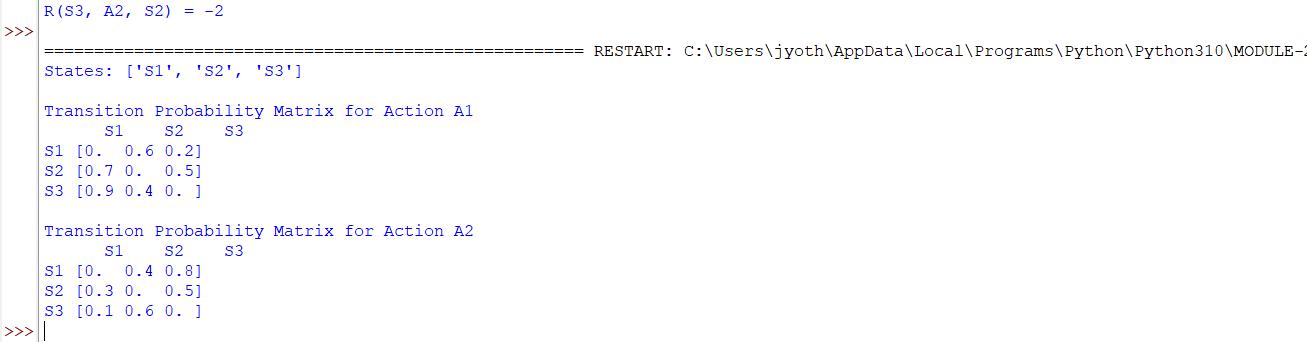 R(S3, A2, S2) = -2
>>>
====================================================== RESTART: C:\Users\jyoth\AppData\Local\Programs\Python\Python310\MODULE-2
States: ['S1', 'S2', 'S3']
Transition Probability Matrix for Action A1
S1 S2 S3
S1 [0. 0.6 0.2]
S2 [0.7 0. 0.5]
S3 [0.9 0.4 0. ]
Transition Probability Matrix for Action A2
S1 S2 S3
S1 [0. 0.4 0.8]
S2 [0.3 0. 0.5]
S3 [0.1 0.6 0. ]
>>>